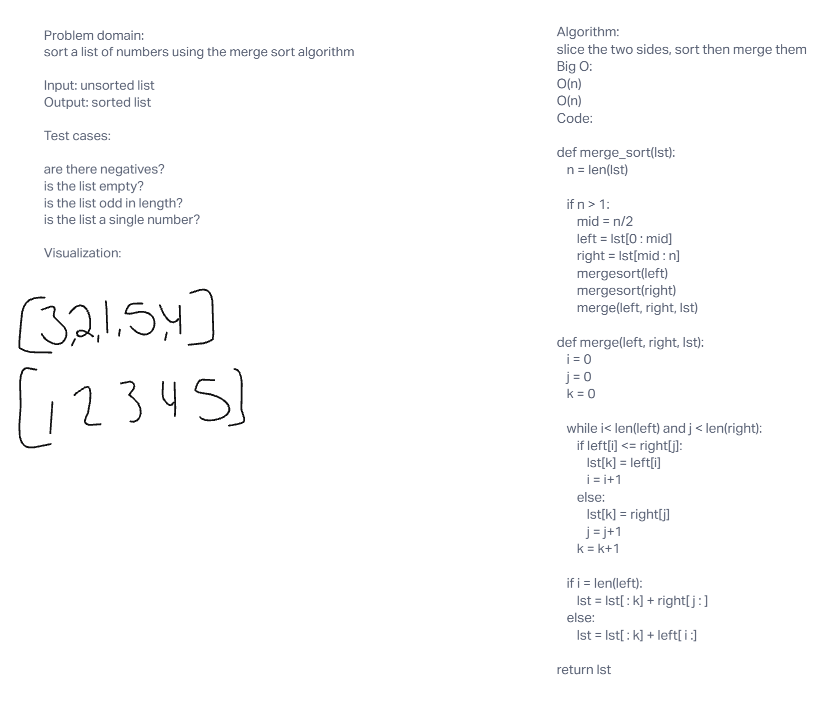 Problem domain:
sort a list of numbers using the merge sort algorithm
Input: unsorted list
Output: sorted list
Test cases:
are there negatives?
is the list empty?
is the list odd in length?
is the list a single number?
Visualization:
[3,2,1,5,4]
[1 2 3 4 5]
Algorithm:
slice the two sides, sort then merge them
Big O:
O(n)
O(n)
Code:
def merge_sort(lst):
n = len(lst)
if n > 1:
mid = n/2
left = lst[0 : mid]
right = lst[mid : n]
mergesort(left)
mergesort(right)
merge(left, right, lst)
def merge(left, right, lst):
i = 0
j = 0
k = 0
while i< len(left) and j < len(right):
if left[i] <= right[j]:
lst[k] = left[i]
i = i+1
else:
lst[k] = right[j]
j = j+1
k = k+1
if i = len(left):
lst = lst[ : k] + right[ j : ]
else:
lst = lst[ : k] + left[ i :]
return lst